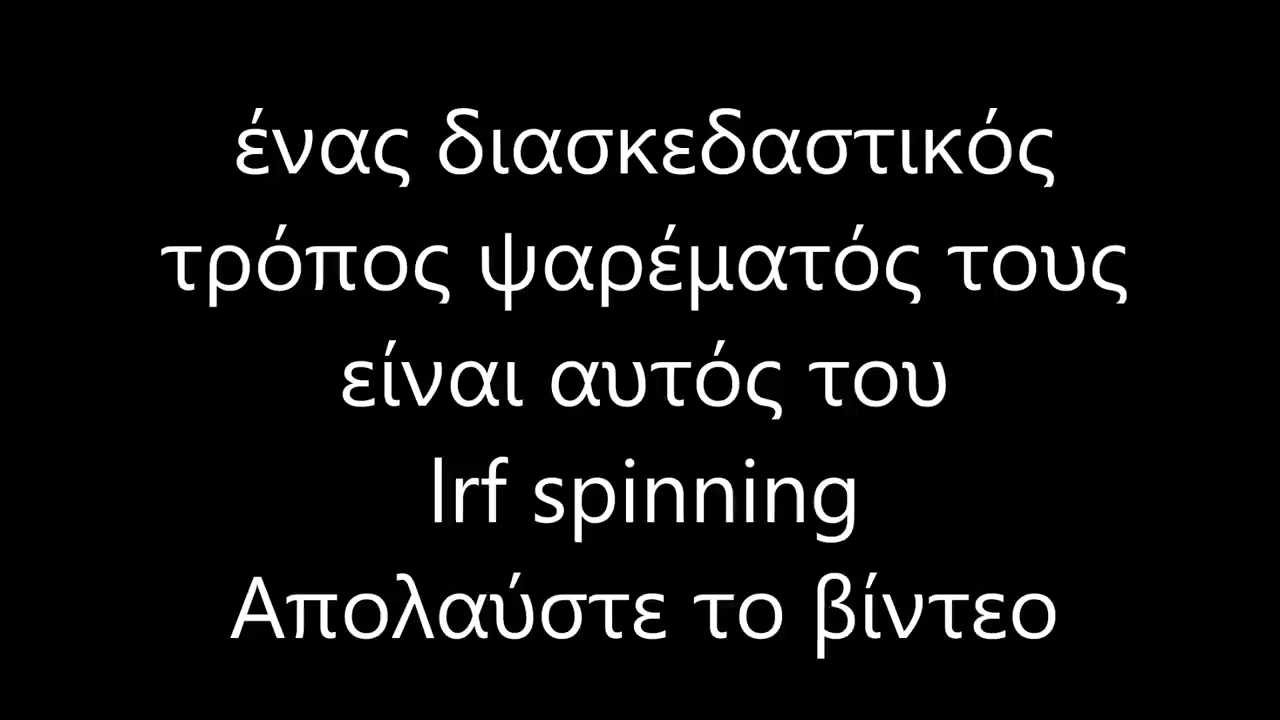 ένας διασκεδαστικός
τρόπος ψαρέματός τους
είναι αυτός του
lrf spinning
Απολαύστε το βίντεο